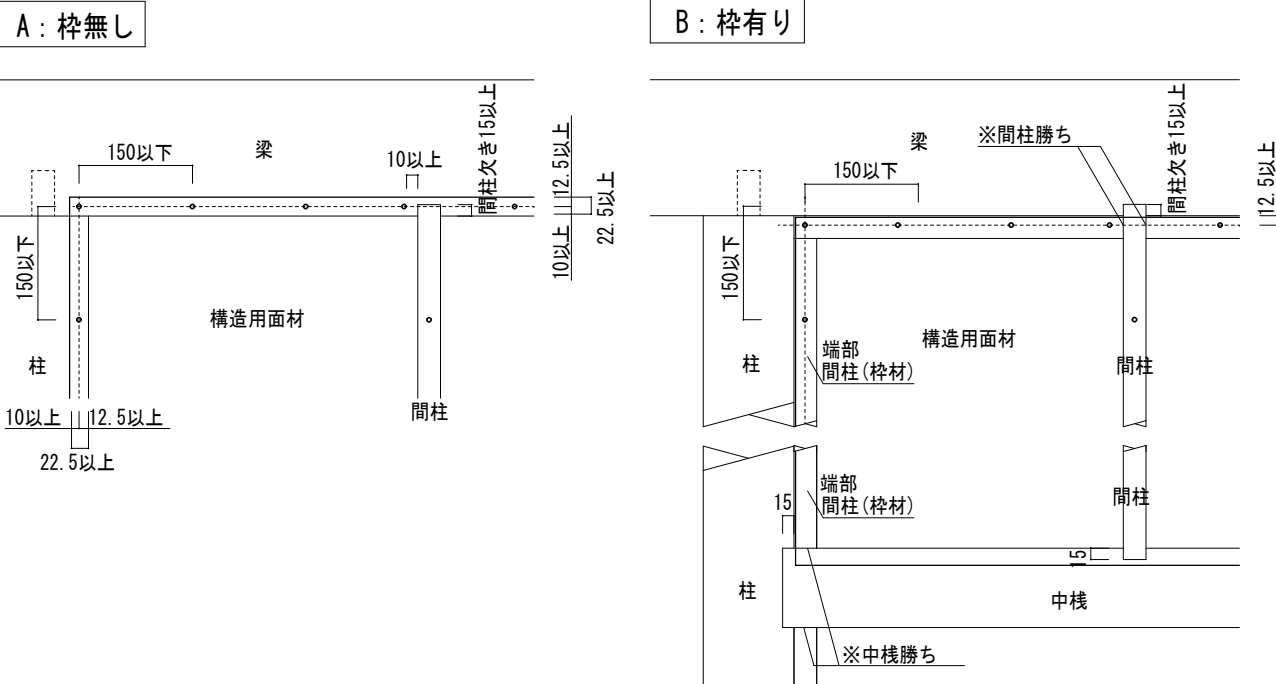 A：枠無し
梁
150以下
10以上
間柱欠き15以上
12.5以上
10以上
22.5以上
150以下
構造用面材
柱
間柱
10以上
12.5以上
22.5以上
B：枠有り
梁
※間柱勝ち
150以下
間柱欠き15以上
12.5以上
150以下
構造用面材
柱
端部
間柱(枠材)
間柱
端部
間柱(枠材)
間柱
15
15
柱
中桟
※中桟勝ち